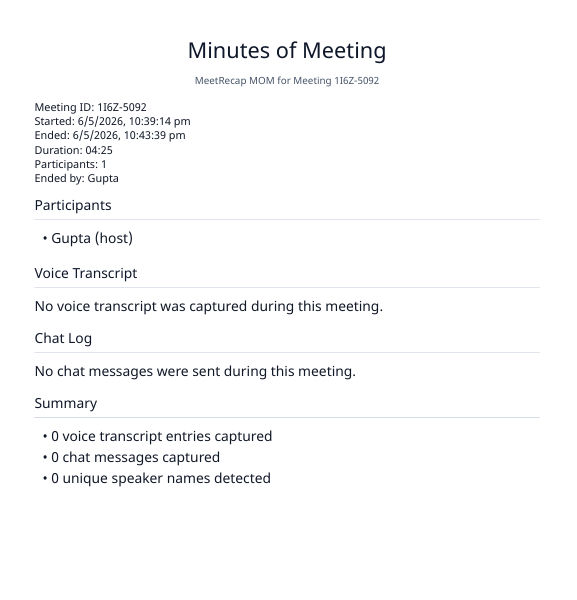 Minutes of Meeting
MeetRecap MOM for Meeting 1I6Z-5092
Meeting ID: 1I6Z-5092
Started: 6/5/2026, 10:39:14 pm
Ended: 6/5/2026, 10:43:39 pm
Duration: 04:25
Participants: 1
Ended by: Gupta
Participants
• Gupta (host)
Voice Transcript
No voice transcript was captured during this meeting.
Chat Log
No chat messages were sent during this meeting.
Summary
• 0 voice transcript entries captured
• 0 chat messages captured
• 0 unique speaker names detected